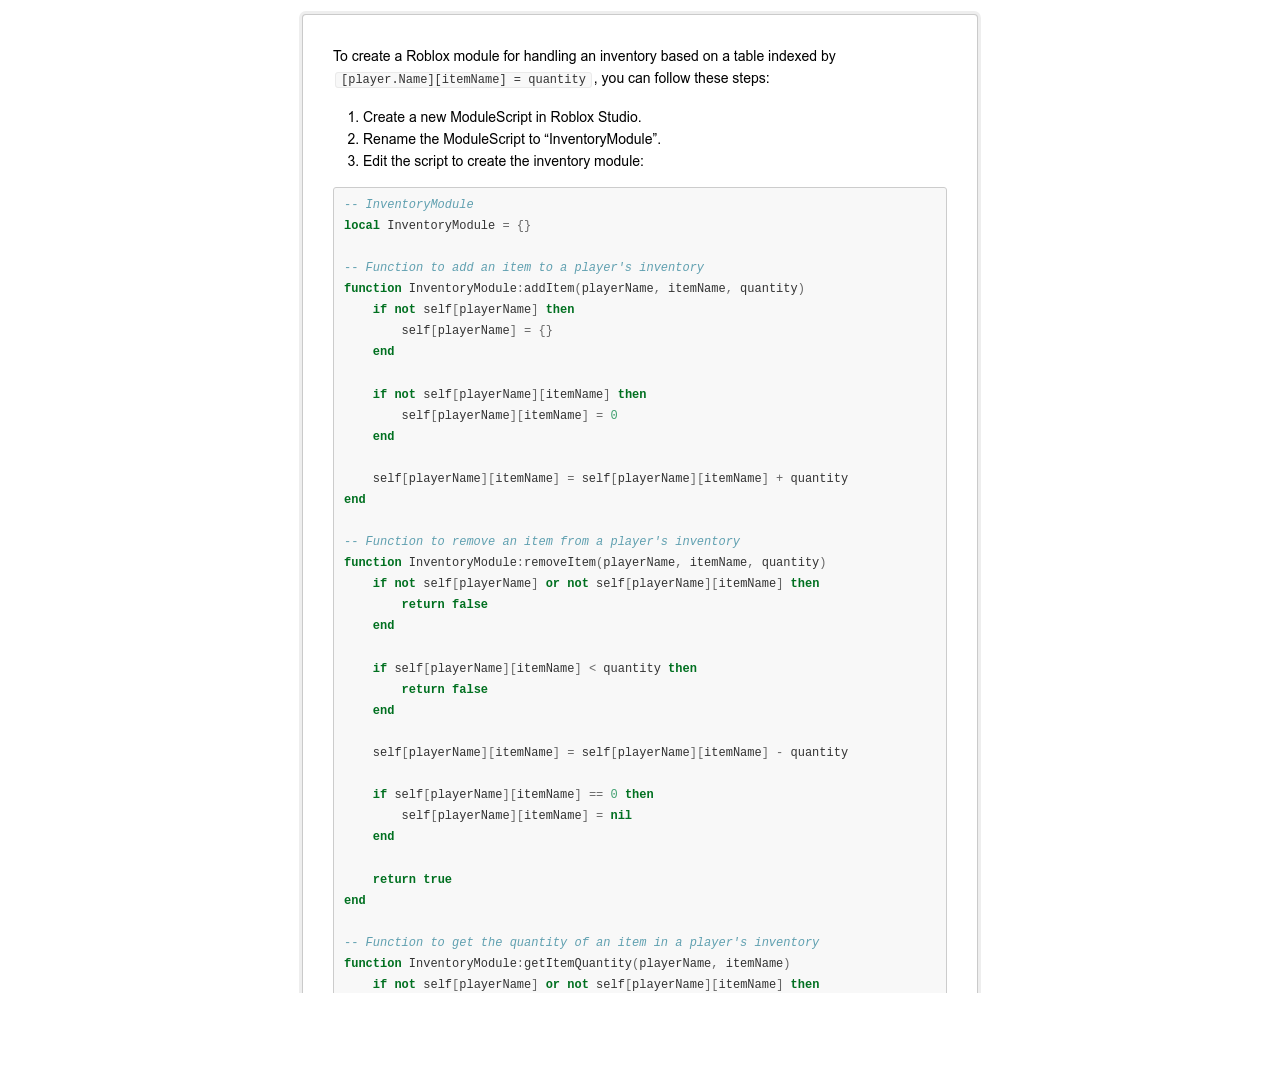 To create a Roblox module for handling an inventory based on a table indexed by
[player.Name][itemName] = quantity, you can follow these steps:
1. Create a new ModuleScript in Roblox Studio.
2. Rename the ModuleScript to “InventoryModule”.
3. Edit the script to create the inventory module:
-- InventoryModule
local InventoryModule = {}
-- Function to add an item to a player's inventory
function InventoryModule:addItem(playerName, itemName, quantity)
    if not self[playerName] then
        self[playerName] = {}
    end
    if not self[playerName][itemName] then
        self[playerName][itemName] = 0
    end
    self[playerName][itemName] = self[playerName][itemName] + quantity
end
-- Function to remove an item from a player's inventory
function InventoryModule:removeItem(playerName, itemName, quantity)
    if not self[playerName] or not self[playerName][itemName] then
        return false
    end
    if self[playerName][itemName] < quantity then
        return false
    end
    self[playerName][itemName] = self[playerName][itemName] - quantity
    if self[playerName][itemName] == 0 then
        self[playerName][itemName] = nil
    end
    return true
end
-- Function to get the quantity of an item in a player's inventory
function InventoryModule:getItemQuantity(playerName, itemName)
    if not self[playerName] or not self[playerName][itemName] then